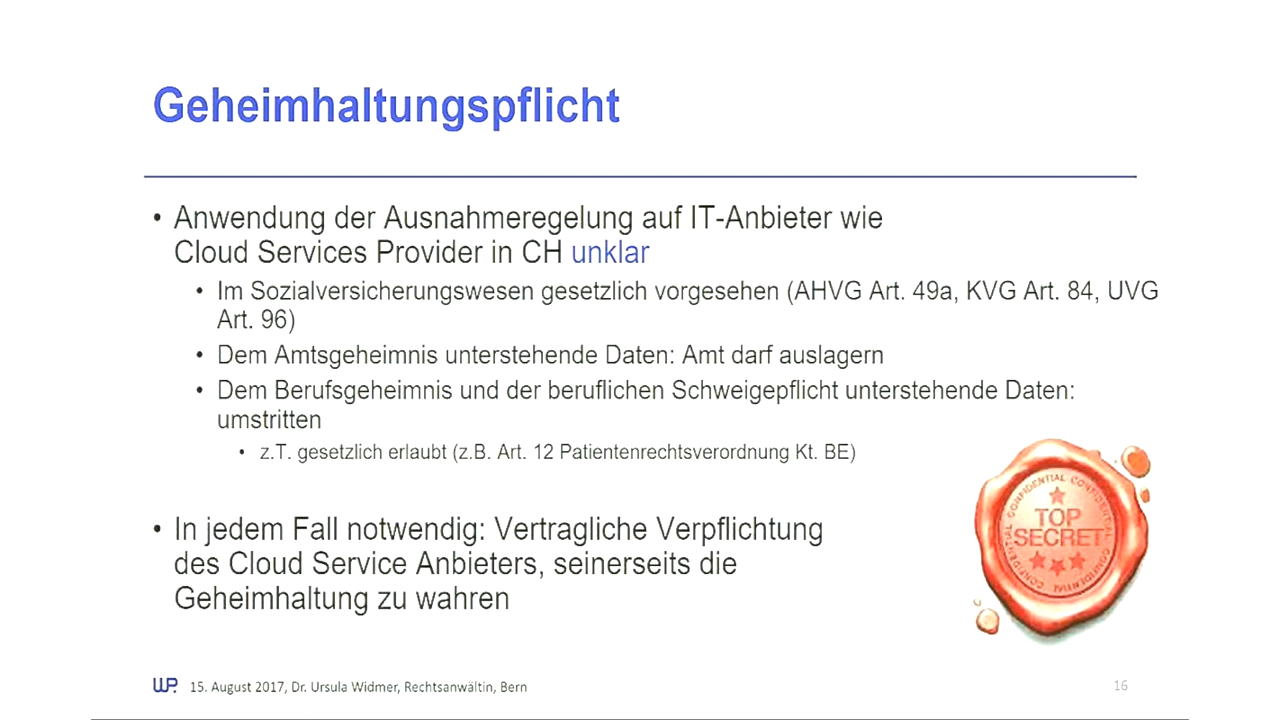 Geheimhaltungspflicht
• Anwendung der Ausnahmeregelung auf IT-Anbieter wie
Cloud Services Provider in CH unklar
• Im Sozialversicherungswesen gesetzlich vorgesehen (AHVG Art. 49a, KVG Art. 84, UVG
Art. 96)
• Dem Amtsgeheimnis unterstehende Daten: Amt darf auslagern
• Dem Berufsgeheimnis und der beruflichen Schweigepflicht unterstehende Daten:
umstritten
• z.T. gesetzlich erlaubt (z.B. Art. 12 Patientenrechtsverordnung Kt. BE)
• In jedem Fall notwendig: Vertragliche Verpflichtung
des Cloud Service Anbieters, seinerseits die
Geheimhaltung zu wahren
CONFIDENTIAL CONFIDENTIAL
TOP
SECRET
CONFIDENTIAL CONFIDENTIAL
WP. 15. August 2017, Dr. Ursula Widmer, Rechtsanwältin, Bern
16